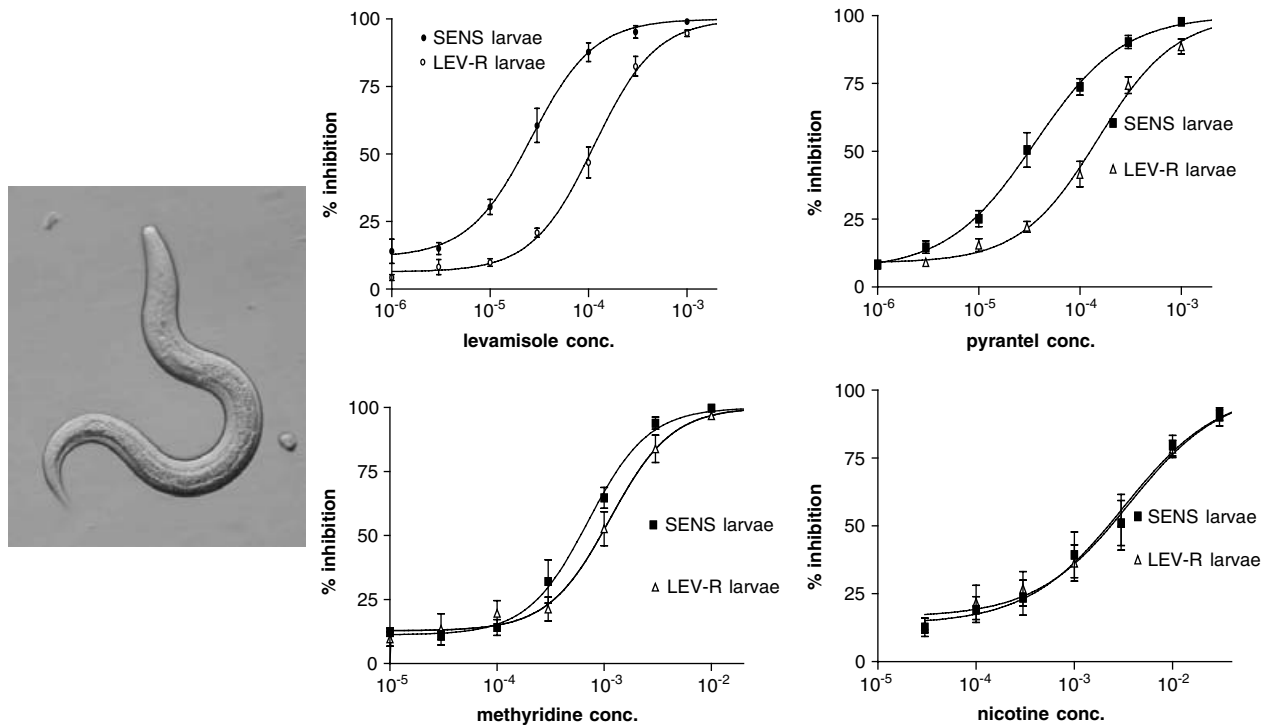 % inhibition
100
75
50
25
0
SENS larvae
LEV-R larvae
10-6
10-5
10-4
10-3
levamisole conc.
% inhibition
100
75
50
25
0
SENS larvae
LEV-R larvae
10-6
10-5
10-4
10-3
pyrantel conc.
% inhibition
100
75
50
25
0
SENS larvae
LEV-R larvae
10-5
10-4
10-3
10-2
methyridine conc.
% inhibition
100
75
50
25
0
SENS larvae
LEV-R larvae
10-5
10-4
10-3
10-2
nicotine conc.